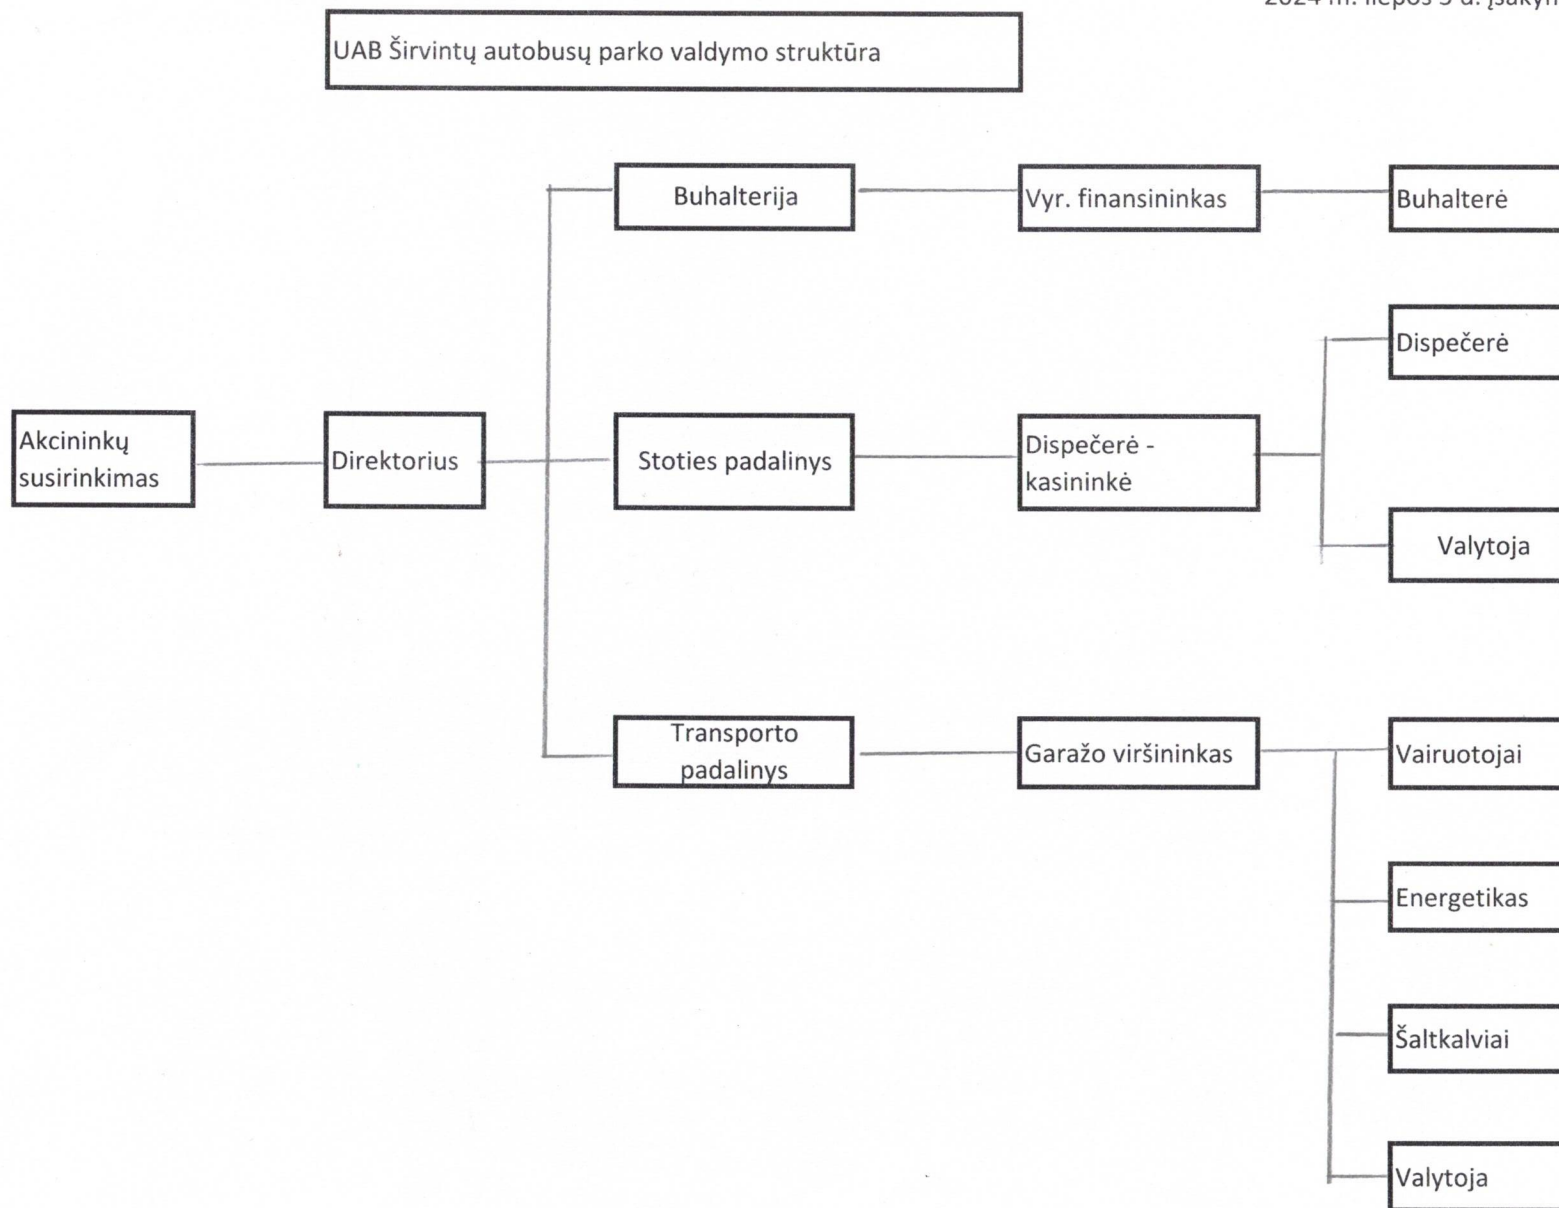 2024 m. liepos 3 d. įsakym
UAB Širvintų autobusų parko valdymo struktūra
Buhalterija
Vyr. finansininkas
Buhalterė
Dispečerė
Akcininkų
susirinkimas
Direktorius
Stoties padalinys
Dispečerė -
kasininkė
Valytoja
Transporto
padalinys
Garažo viršininkas
Vairuotojai
Energetikas
Šaltkalviai
Valytoja